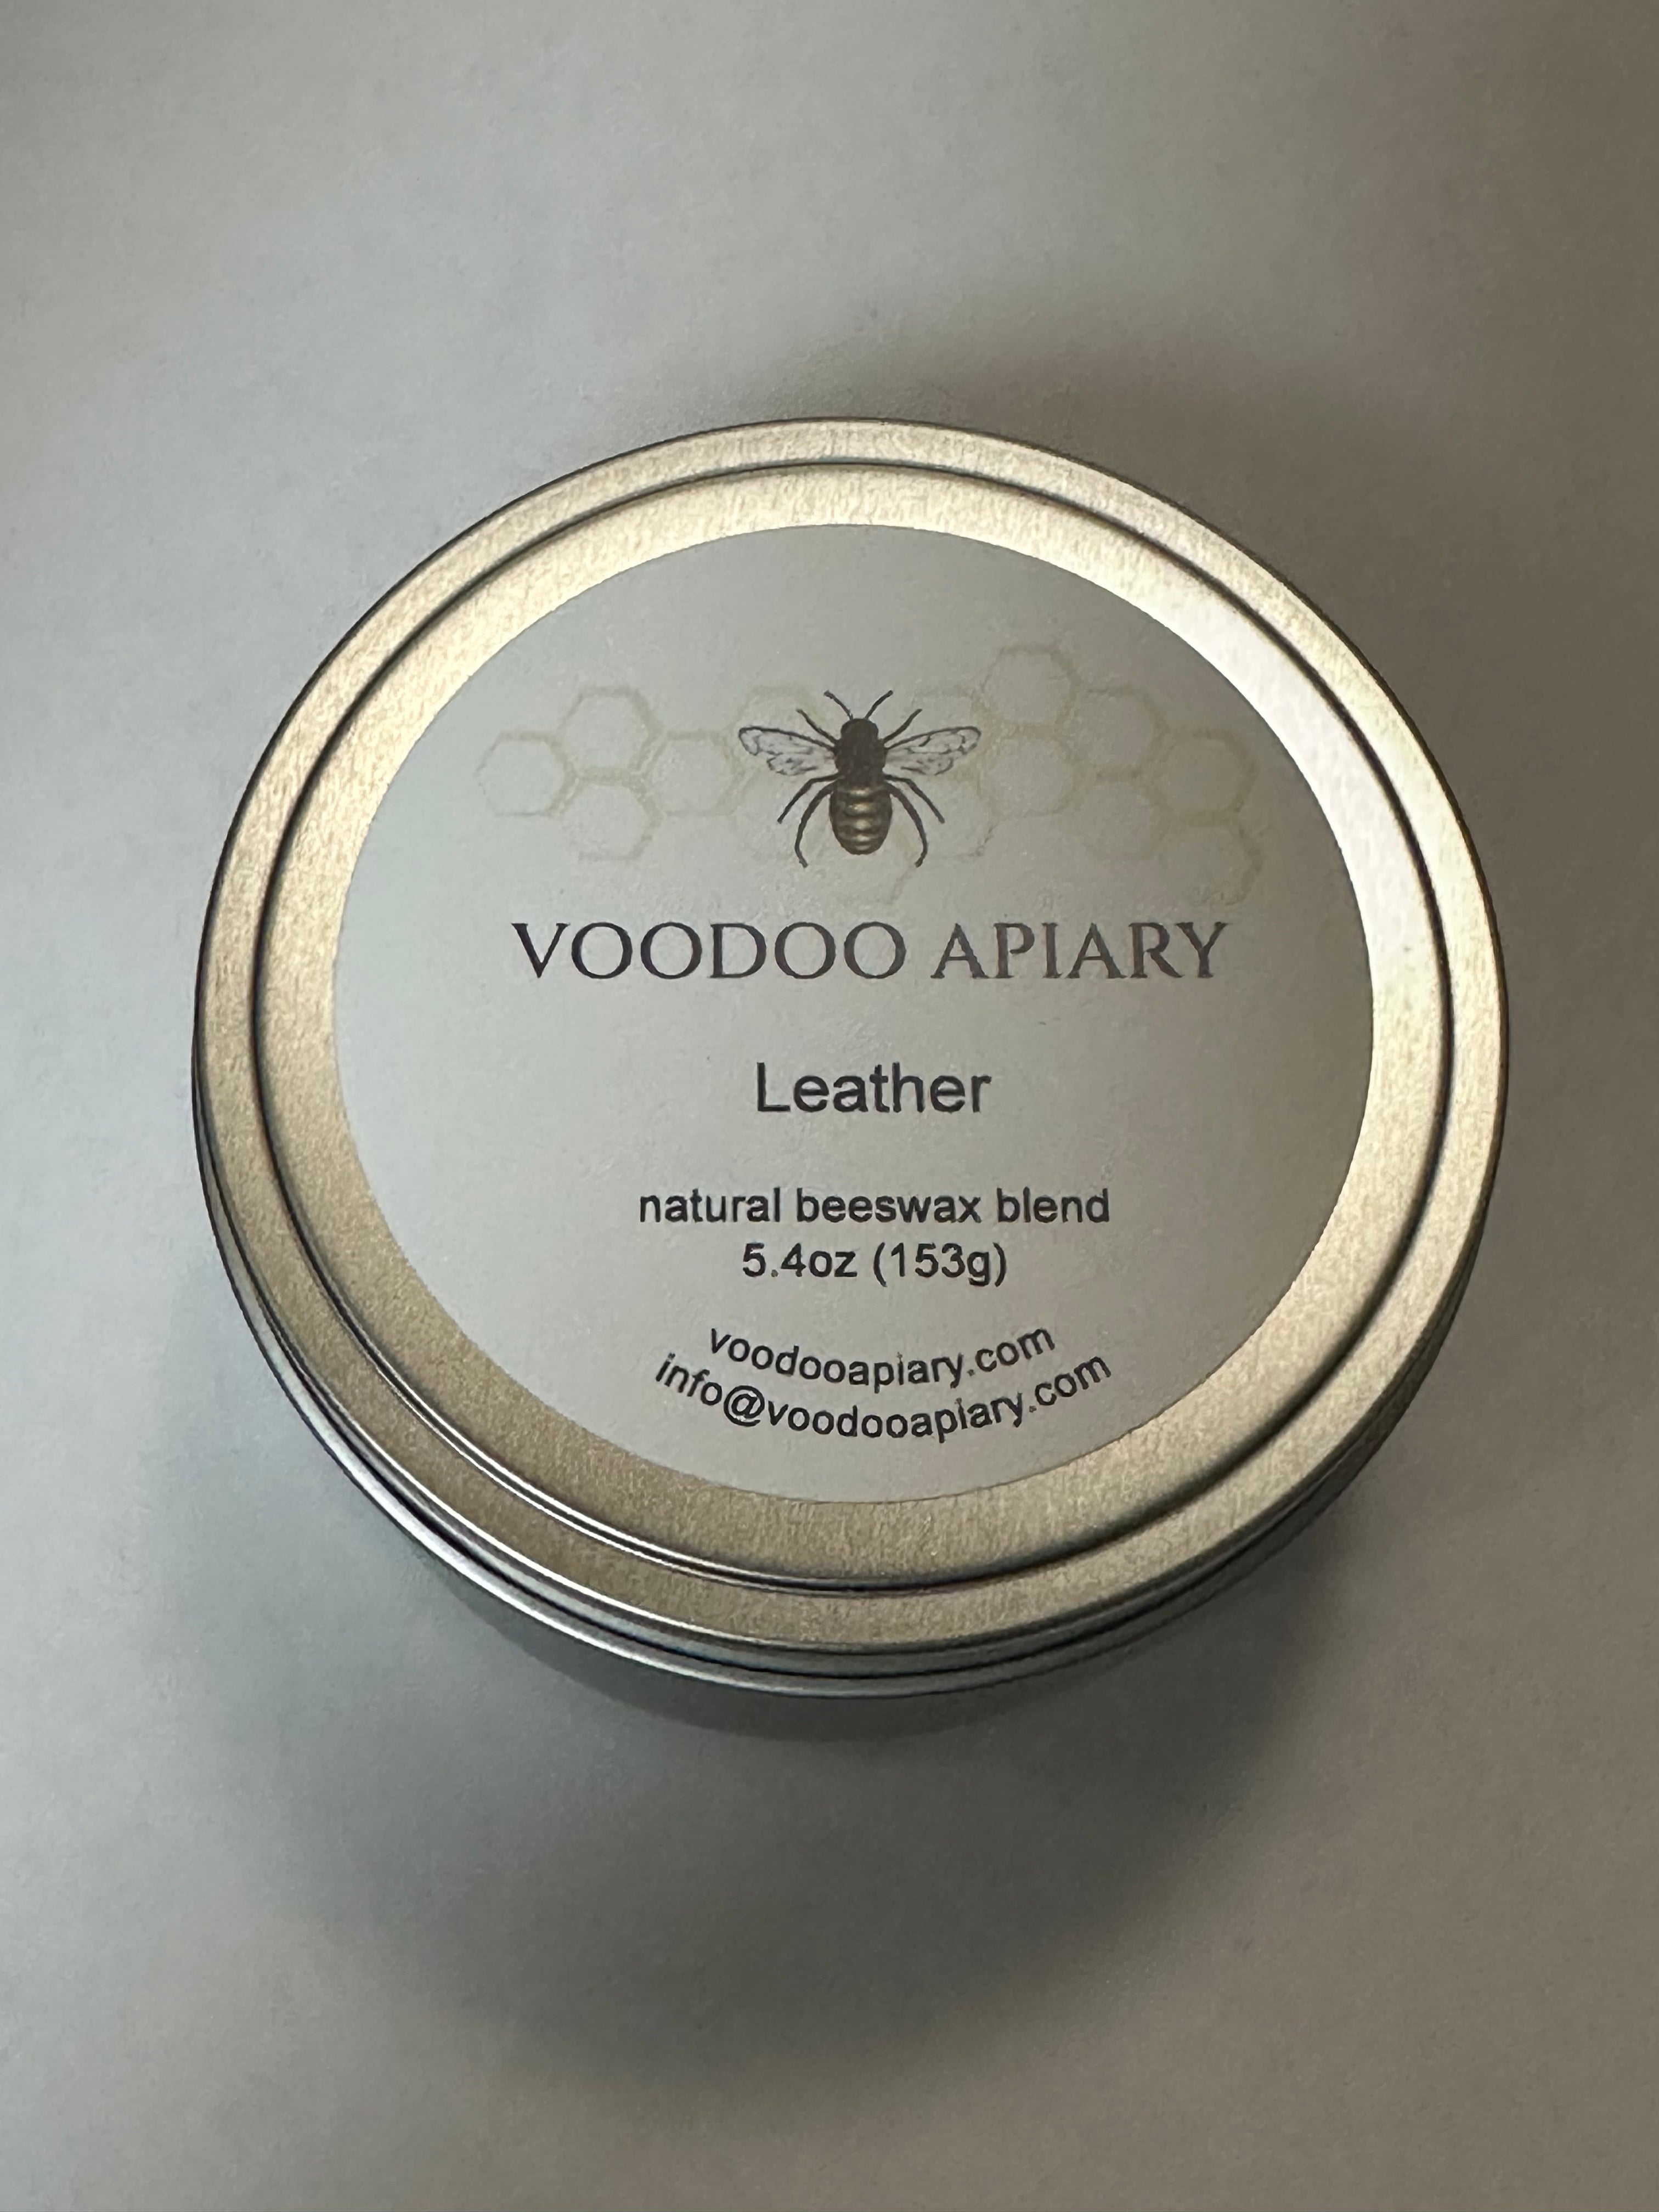 VOODOO APIARY
Leather
natural beeswax blend
5.4oz (153g)
voodooapiary.com
info@voodooapiary.com